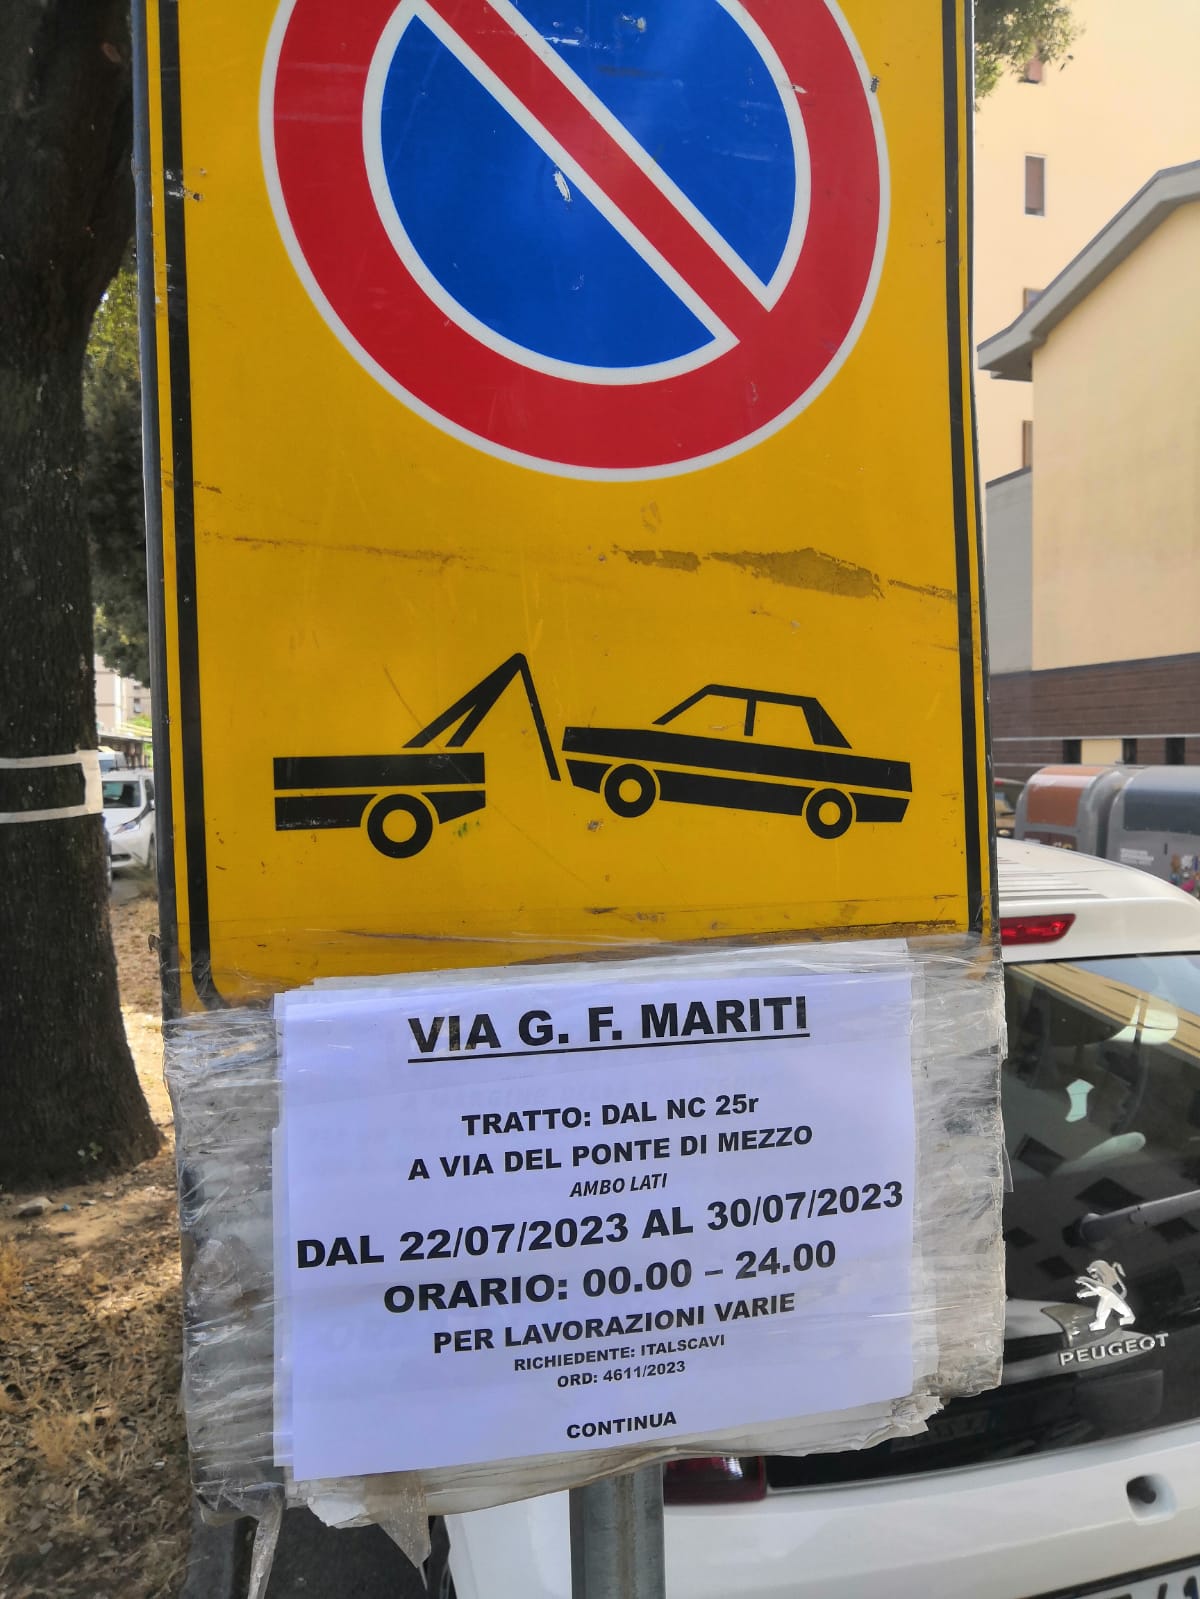 VIA G. F. MARITI
TRATTO: DAL NC 25r
A VIA DEL PONTE DI MEZZO
AMBO LATI
DAL 22/07/2023 AL 30/07/2023
ORARIO: 00.00 – 24.00
PER LAVORAZIONI VARIE
RICHIEDENTE: ITALSCAVI
ORD: 4611/2023
CONTINUA
PEUGEOT